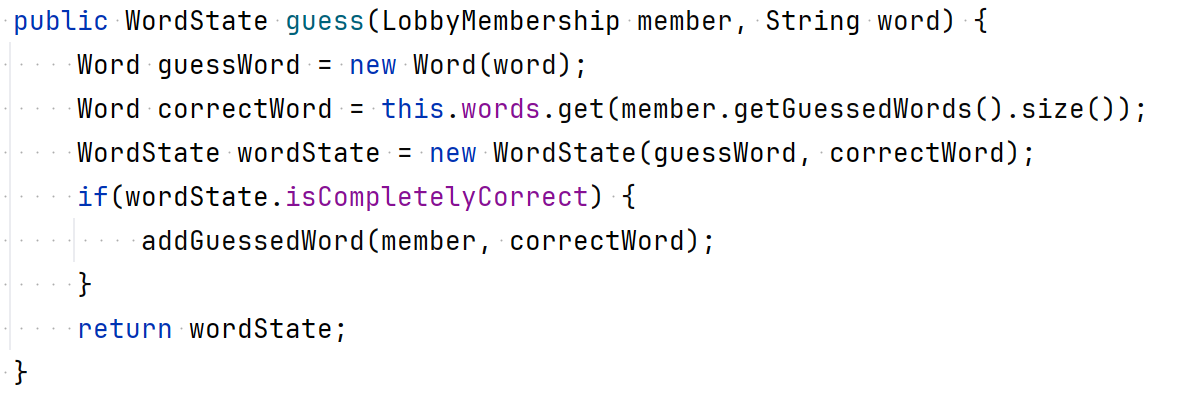 public WordState guess(LobbyMembership member, String word) {
    Word guessWord = new Word(word);
    Word correctWord = this.words.get(member.getGuessedWords().size());
    WordState wordState = new WordState(guessWord, correctWord);
    if(wordState.isCompletelyCorrect) {
        addGuessedWord(member, correctWord);
    }
    return wordState;
}